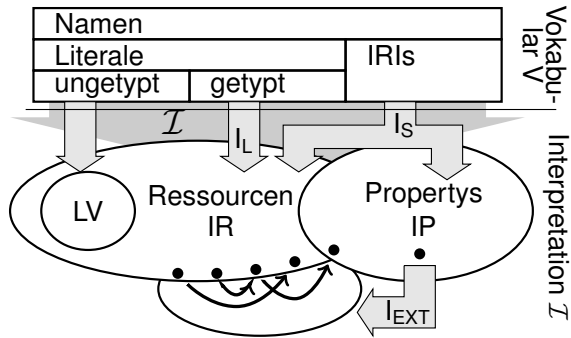 Namen
Literale
IRIs
ungetypt
getypt
Vokabu-
lar V
I
I_L
I_S
LV
Ressourcen
IR
Propertys
IP
I_EXT
Interpretation I